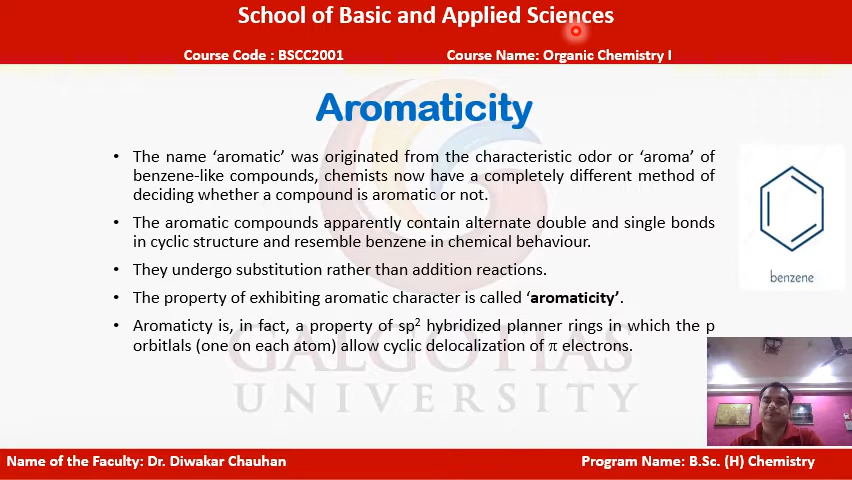 School of Basic and Applied Sciences
Course Code : BSCC2001 Course Name: Organic Chemistry I
Aromaticity
• The name ‘aromatic’ was originated from the characteristic odor or ‘aroma’ of
benzene-like compounds, chemists now have a completely different method of
deciding whether a compound is aromatic or not.
• The aromatic compounds apparently contain alternate double and single bonds
in cyclic structure and resemble benzene in chemical behaviour.
• They undergo substitution rather than addition reactions.
• The property of exhibiting aromatic character is called ‘aromaticity’.
• Aromaticty is, in fact, a property of sp² hybridized planner rings in which the p
orbitlals (one on each atom) allow cyclic delocalization of π electrons.
benzene
GALGOTIAS
UNIVERSITY
Name of the Faculty: Dr. Diwakar Chauhan Program Name: B.Sc. (H) Chemistry